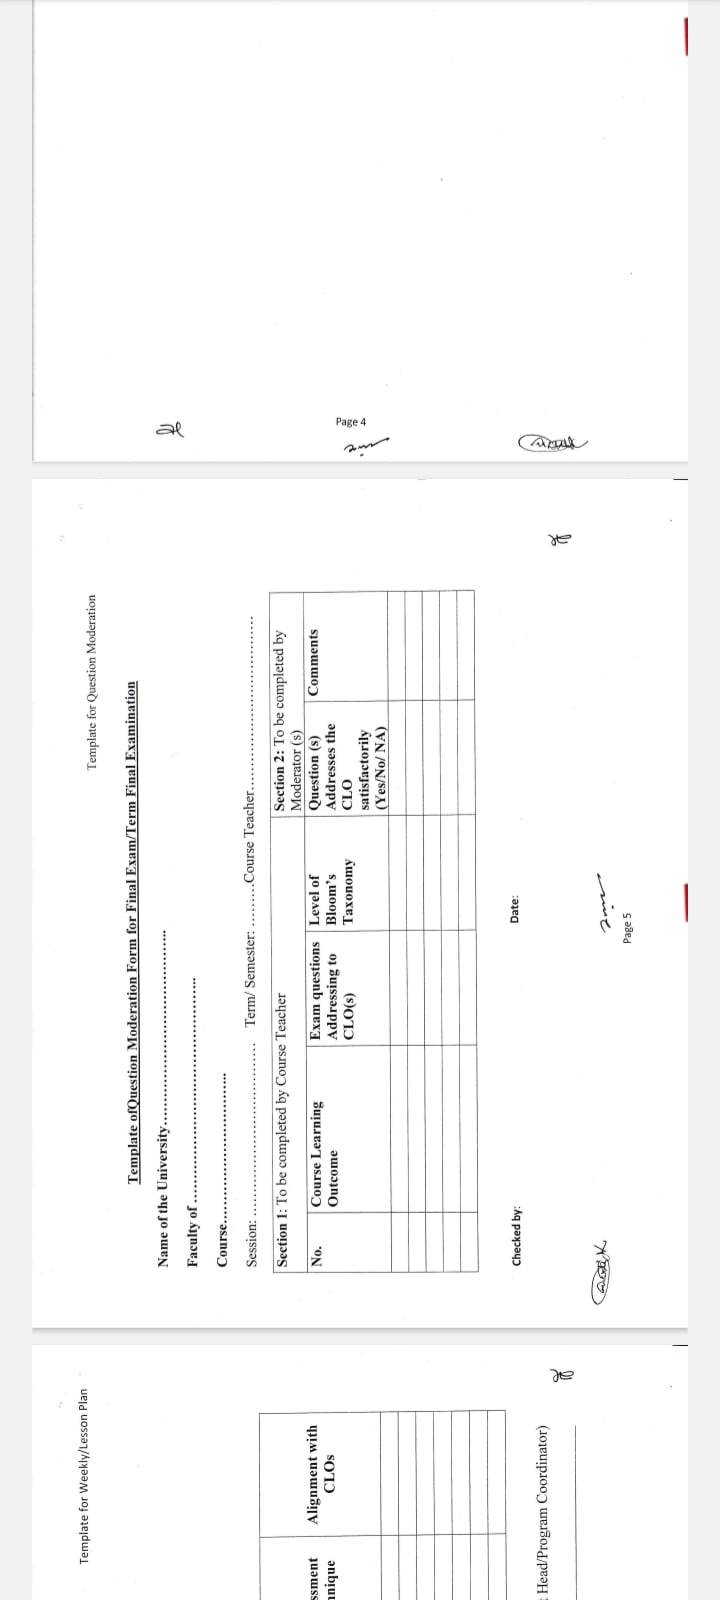 Template for Weekly/Lesson Plan
ssment
nnique
Alignment with
CLOs
Head/Program Coordinator)
Template for Question Moderation
Template ofQuestion Moderation Form for Final Exam/Term Final Examination
Name of the University..........................................
Faculty of ................................................
Course................................
Session: ..................................... Term/ Semester: .........Course Teacher.....................................
Section 1: To be completed by Course Teacher
Section 2: To be completed by
Moderator (s)
No.
Course Learning
Outcome
Exam questions
Addressing to
CLO(s)
Level of
Bloom's
Taxonomy
Question (s)
Addresses the
CLO
satisfactorily
(Yes/No/ NA)
Comments
Checked by:
Date:
Page 5
Page 4